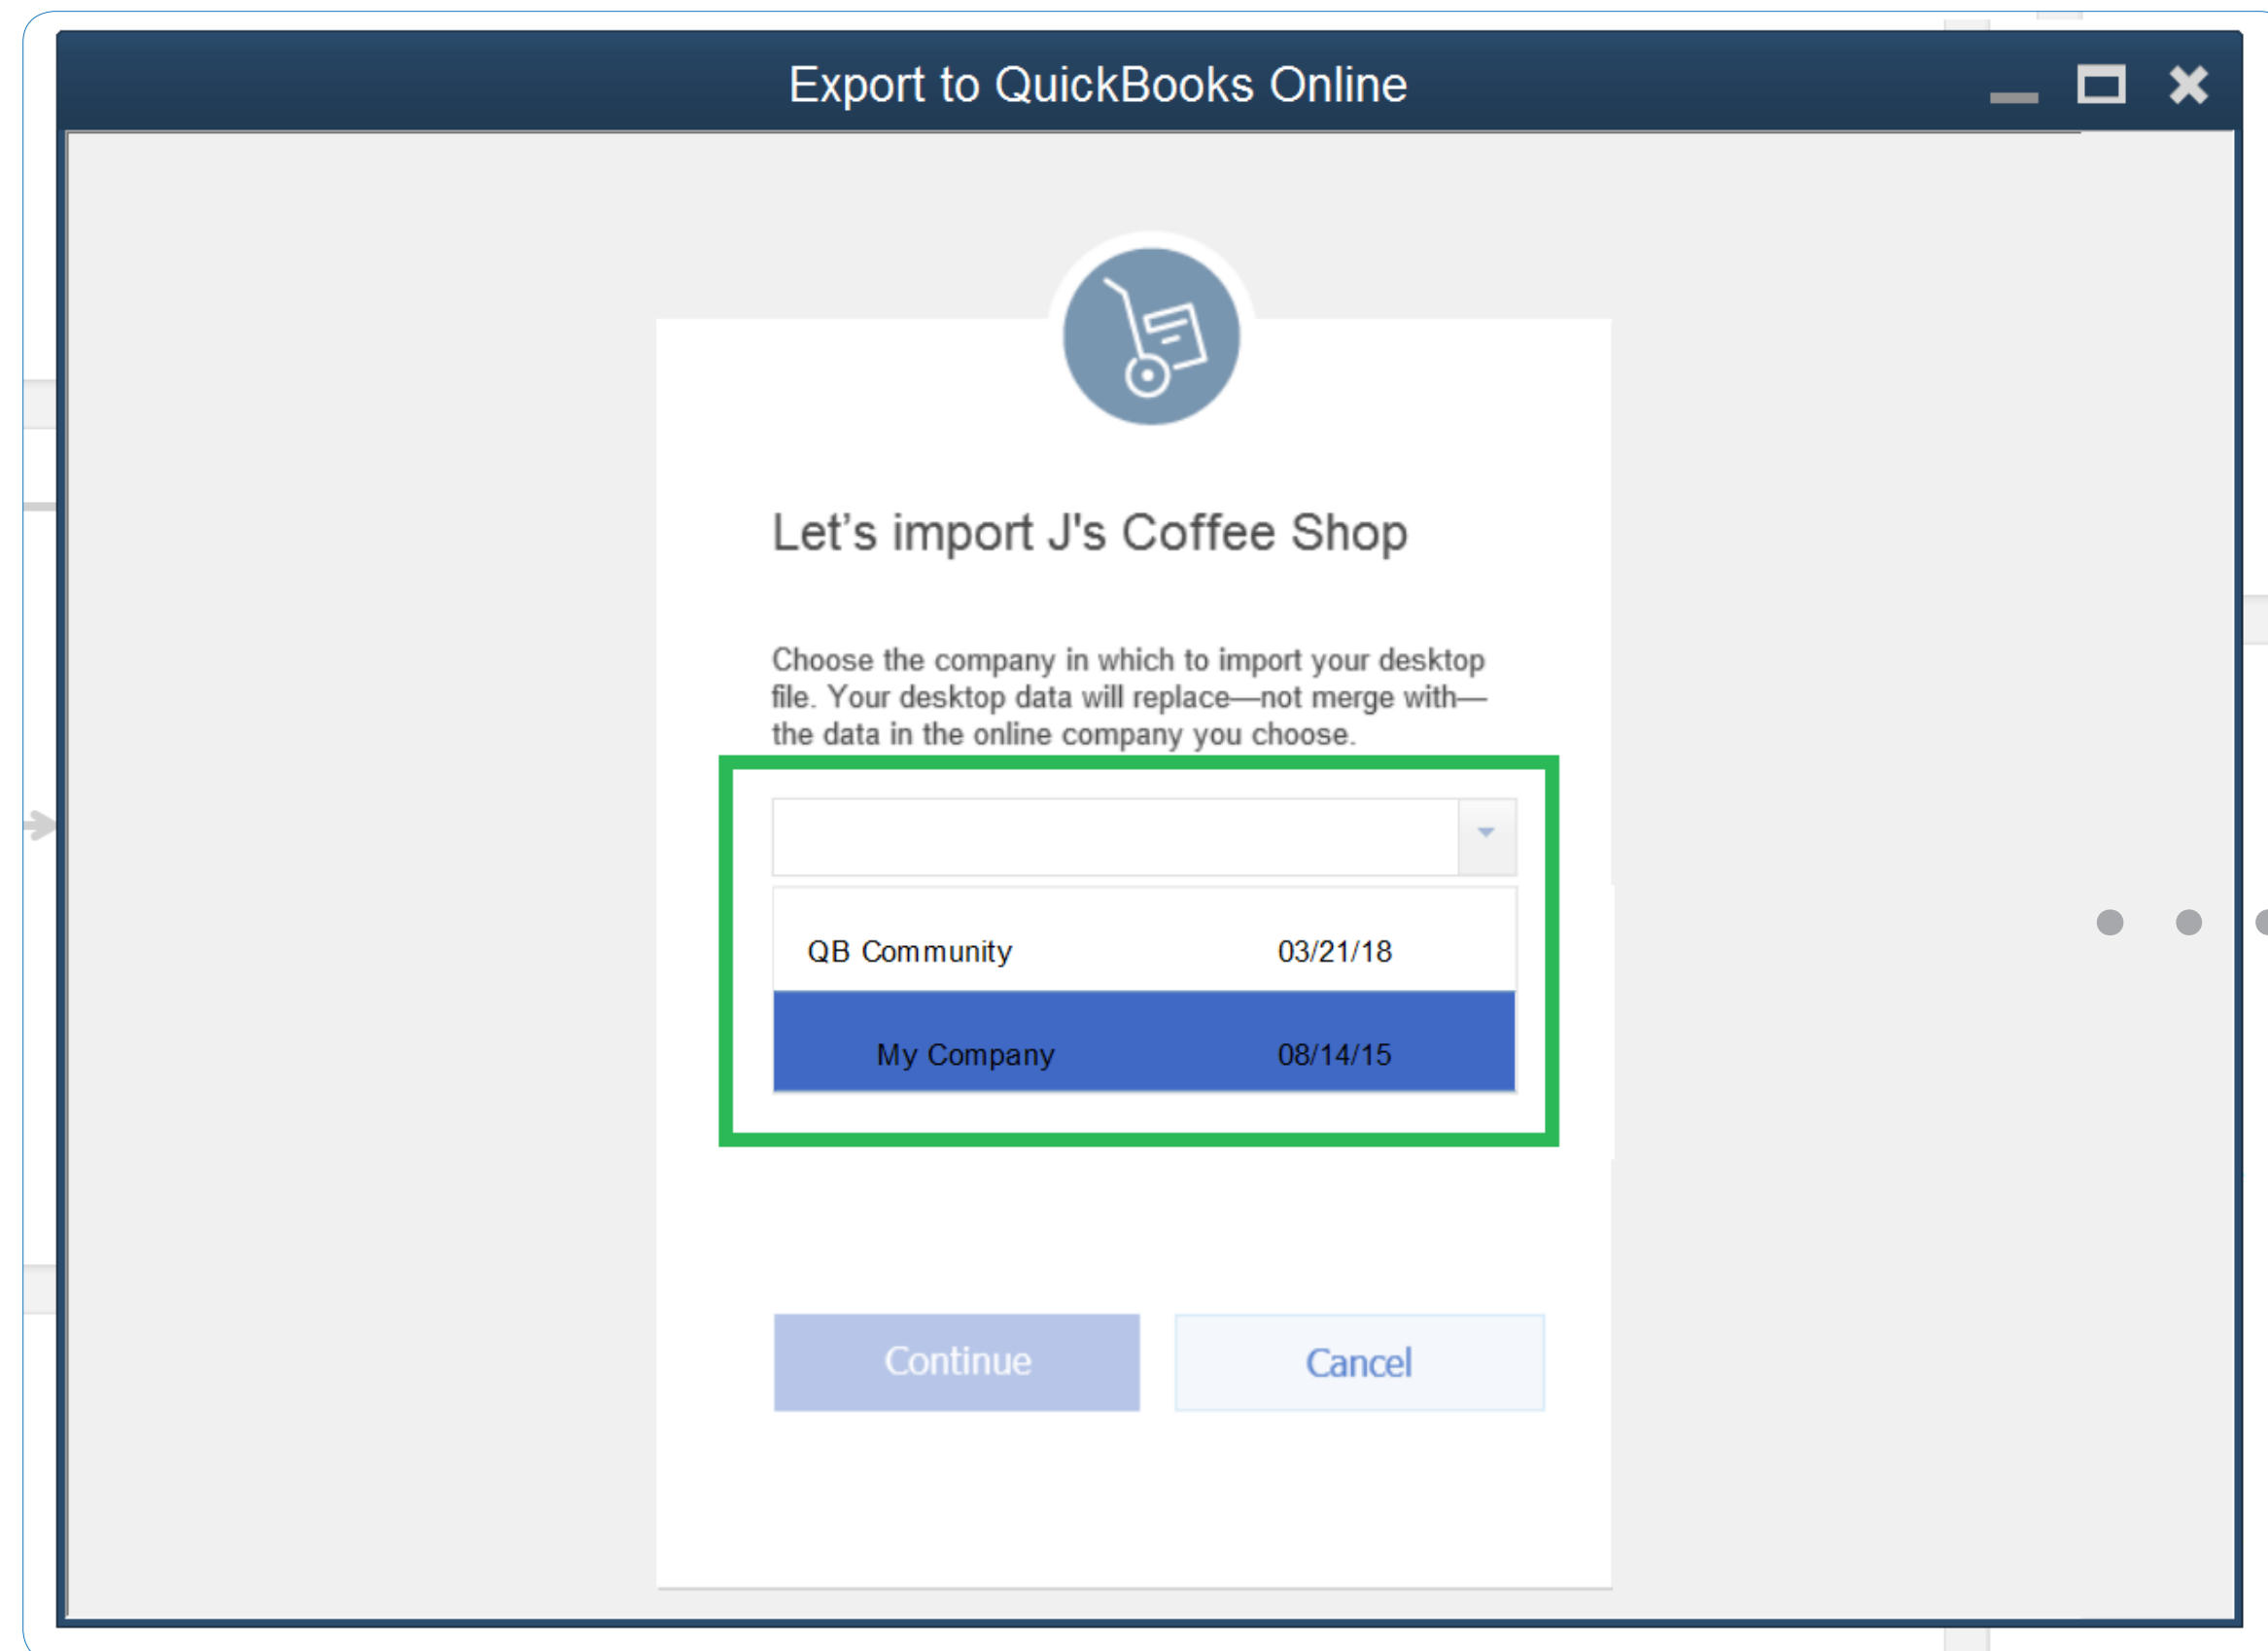 Export to QuickBooks Online
Let’s import J's Coffee Shop
Choose the company in which to import your desktop
file. Your desktop data will replace—not merge with—
the data in the online company you choose.
QB Community 03/21/18
My Company 08/14/15
Continue Cancel